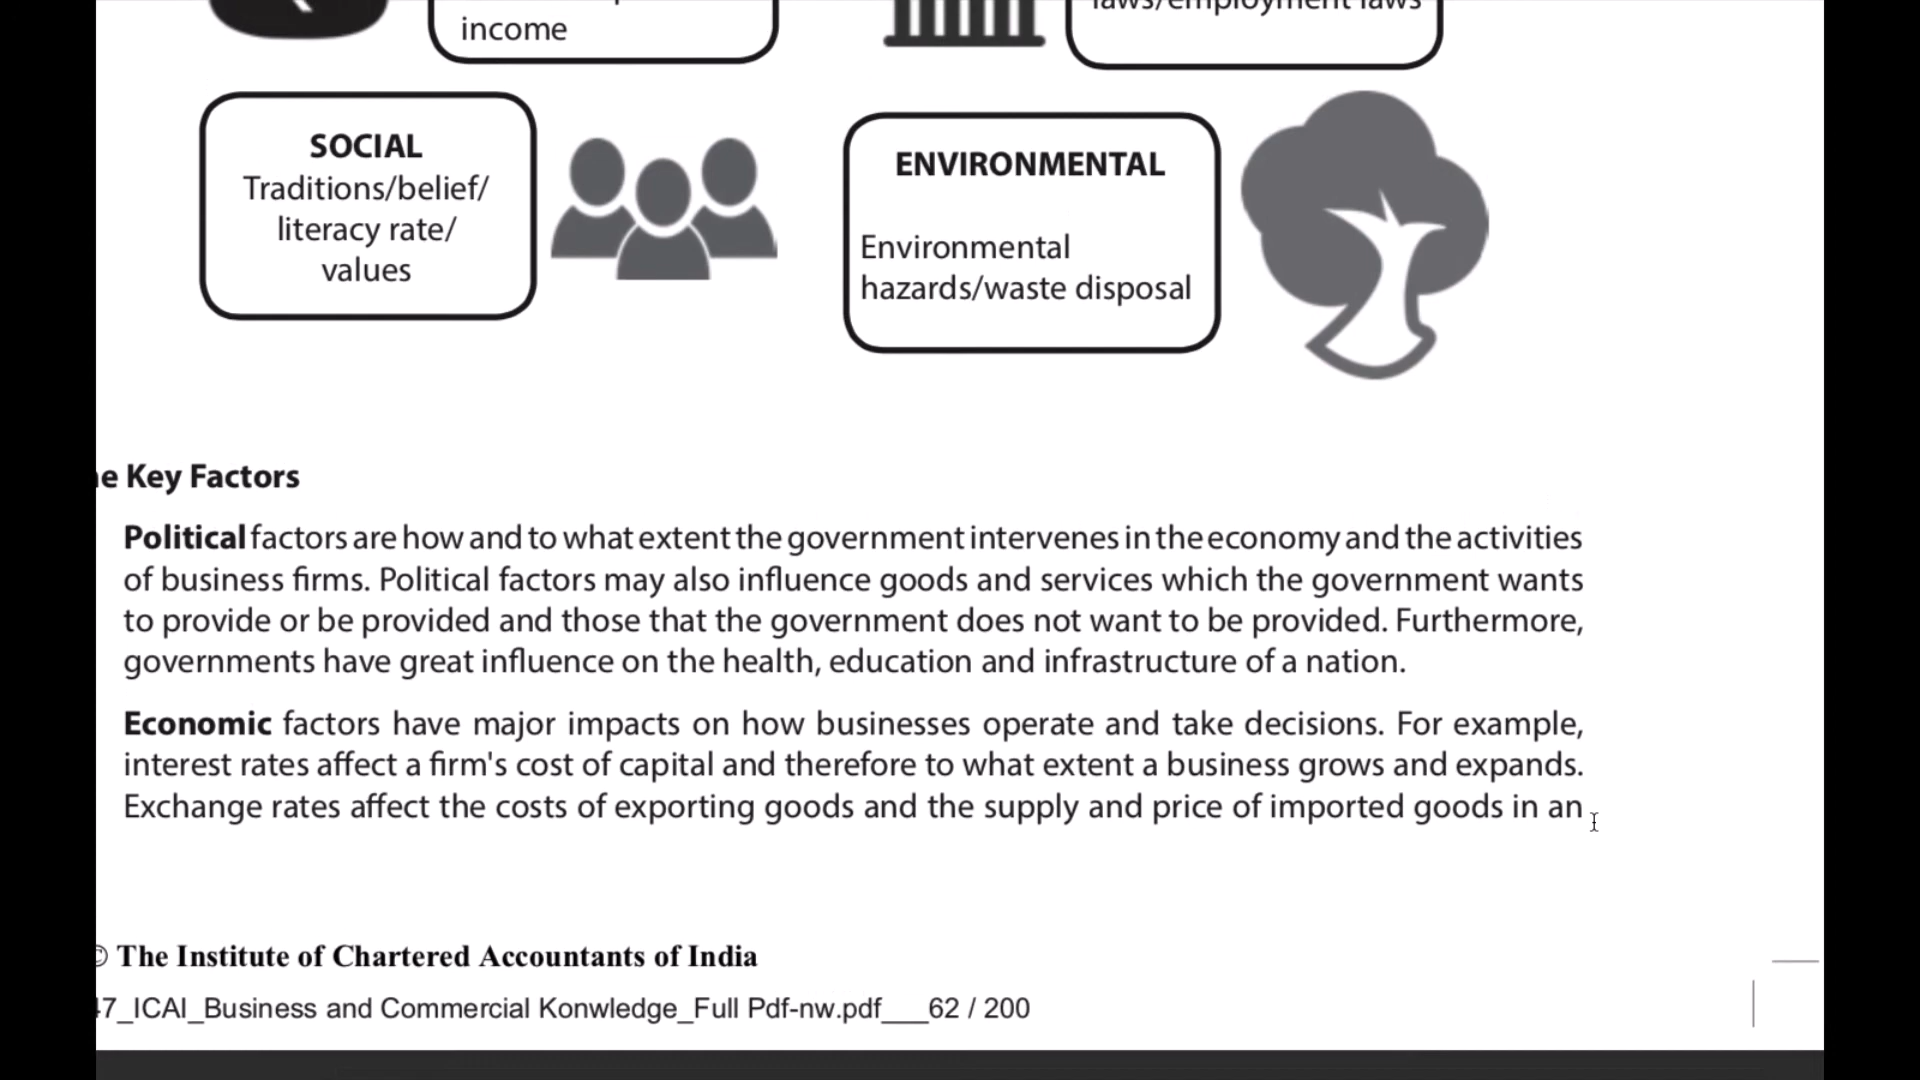 income
laws/employment laws
SOCIAL
Traditions/belief/
literacy rate/
values
ENVIRONMENTAL
Environmental
hazards/waste disposal
e Key Factors
Political factors are how and to what extent the government intervenes in the economy and the activities
of business firms. Political factors may also influence goods and services which the government wants
to provide or be provided and those that the government does not want to be provided. Furthermore,
governments have great influence on the health, education and infrastructure of a nation.
Economic factors have major impacts on how businesses operate and take decisions. For example,
interest rates affect a firm's cost of capital and therefore to what extent a business grows and expands.
Exchange rates affect the costs of exporting goods and the supply and price of imported goods in an
© The Institute of Chartered Accountants of India
47_ICAI_Business and Commercial Konwledge_Full Pdf-nw.pdf___62 / 200